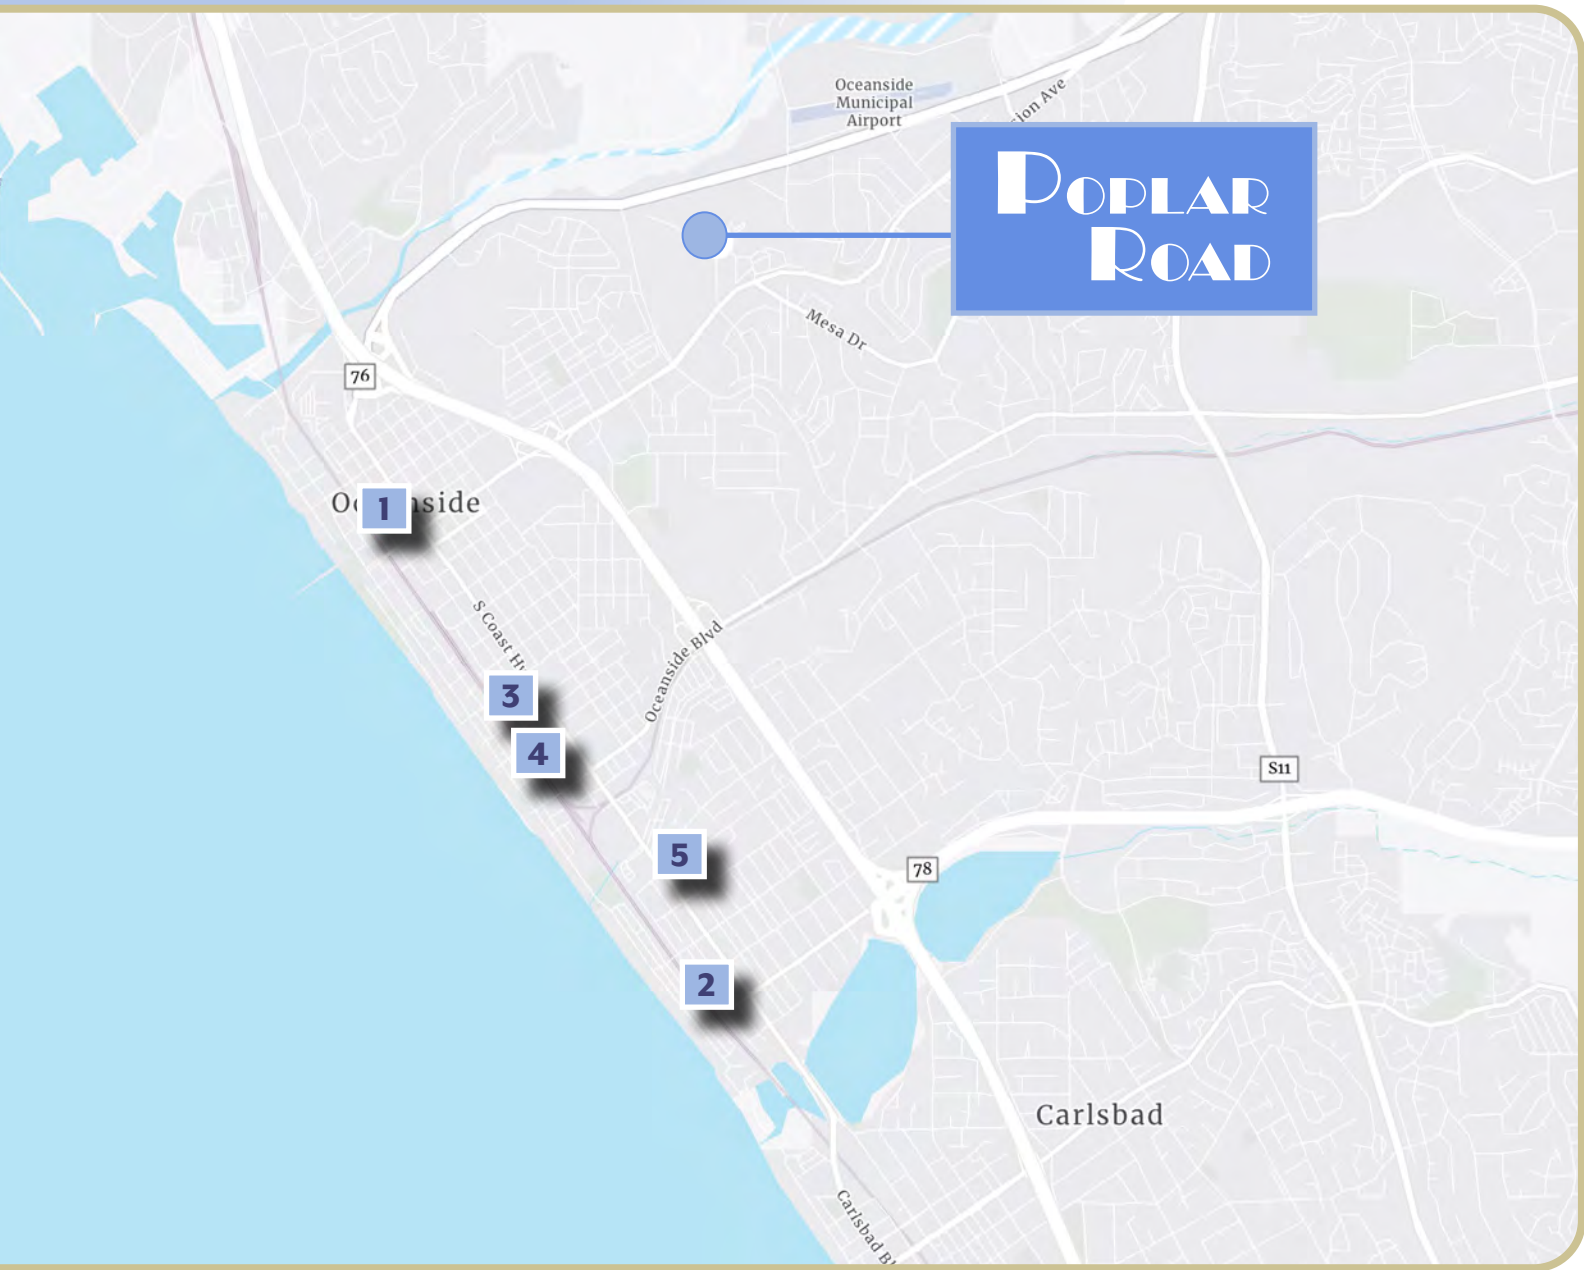 Oceanside
Municipal
Airport
ion Ave
POPLAR
ROAD
Mesa Dr
76
1
nside
S Coast H
Oceanside Blvd
3
4
S11
5
78
2
Carlsbad
Carlsbad B